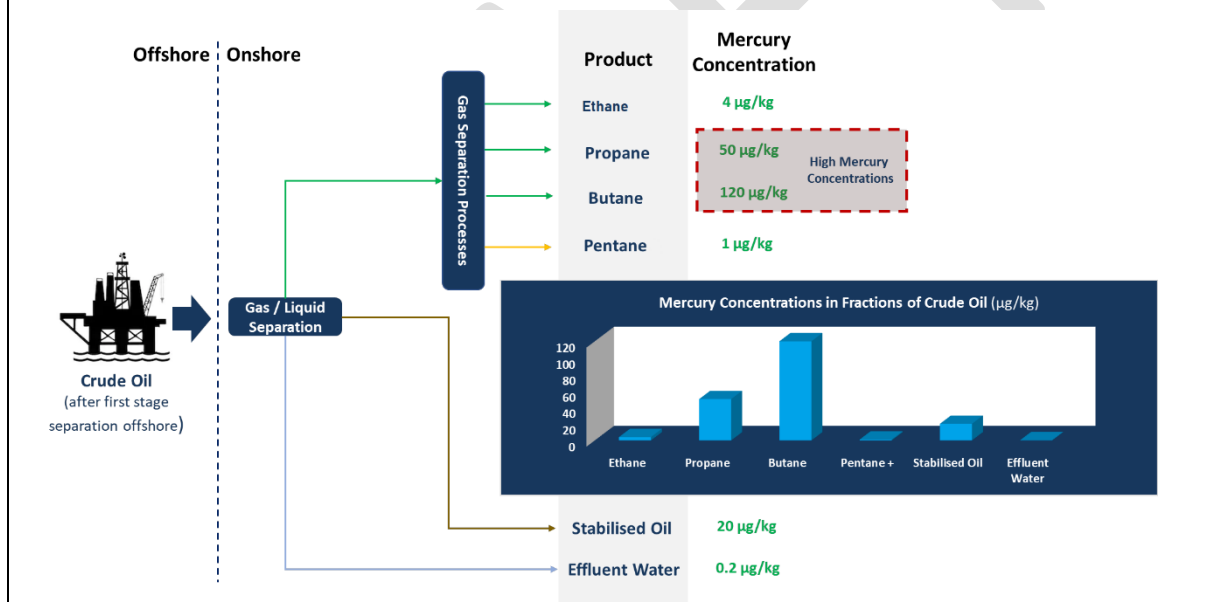 Offshore
Onshore
Product
Mercury
Concentration
Gas Separation Processes
Ethane
4 µg/kg
Propane
50 µg/kg
High Mercury
Concentrations
Butane
120 µg/kg
Pentane
1 µg/kg
Gas / Liquid
Separation
Crude Oil
(after first stage
separation offshore)
Mercury Concentrations in Fractions of Crude Oil (µg/kg)
120
100
80
60
40
20
0
Ethane
Propane
Butane
Pentane +
Stabilised Oil
Effluent
Water
Stabilised Oil
20 µg/kg
Effluent Water
0.2 µg/kg